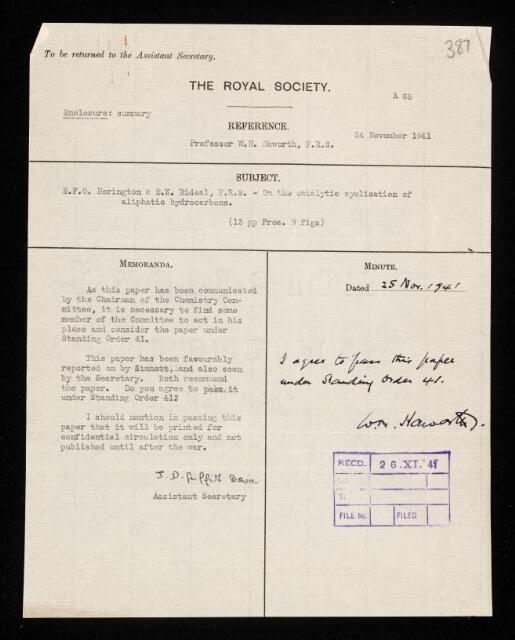 387
To be returned to the Assistant Secretary.
THE ROYAL SOCIETY.
A 65
Enclosure: summary
REFERENCE.
24 November 1941
Professor W.N. Haworth, F.R.S.
SUBJECT.
E.F.G. Herington & E.K. Rideal, F.R.S. - On the catalytic cyclisation of
aliphatic hydrocarbons.
(13 pp Proc. 9 figs)
MEMORANDA.
As this paper has been communicated
by the Chairman of the Chemistry Com-
mittee, it is necessary to find some
member of the Committee to act in his
place and consider the paper under
Standing Order 41.
This paper has been favourably
reported on by Sinnatt, and also seen
by the Secretary. Both recommend
the paper. Do you agree to pass it
under Standing Order 41?
I should mention in passing this
paper that it will be printed for
confidential circulation only and not
published until after the war.
J. D. Griffith Davies
Assistant Secretary
MINUTE.
Dated 25 Nov. 1941
I agree to pass this paper
under Standing Order 41.
W.N. Haworth.
RECD. 26.XI.41
FILE No. FILED